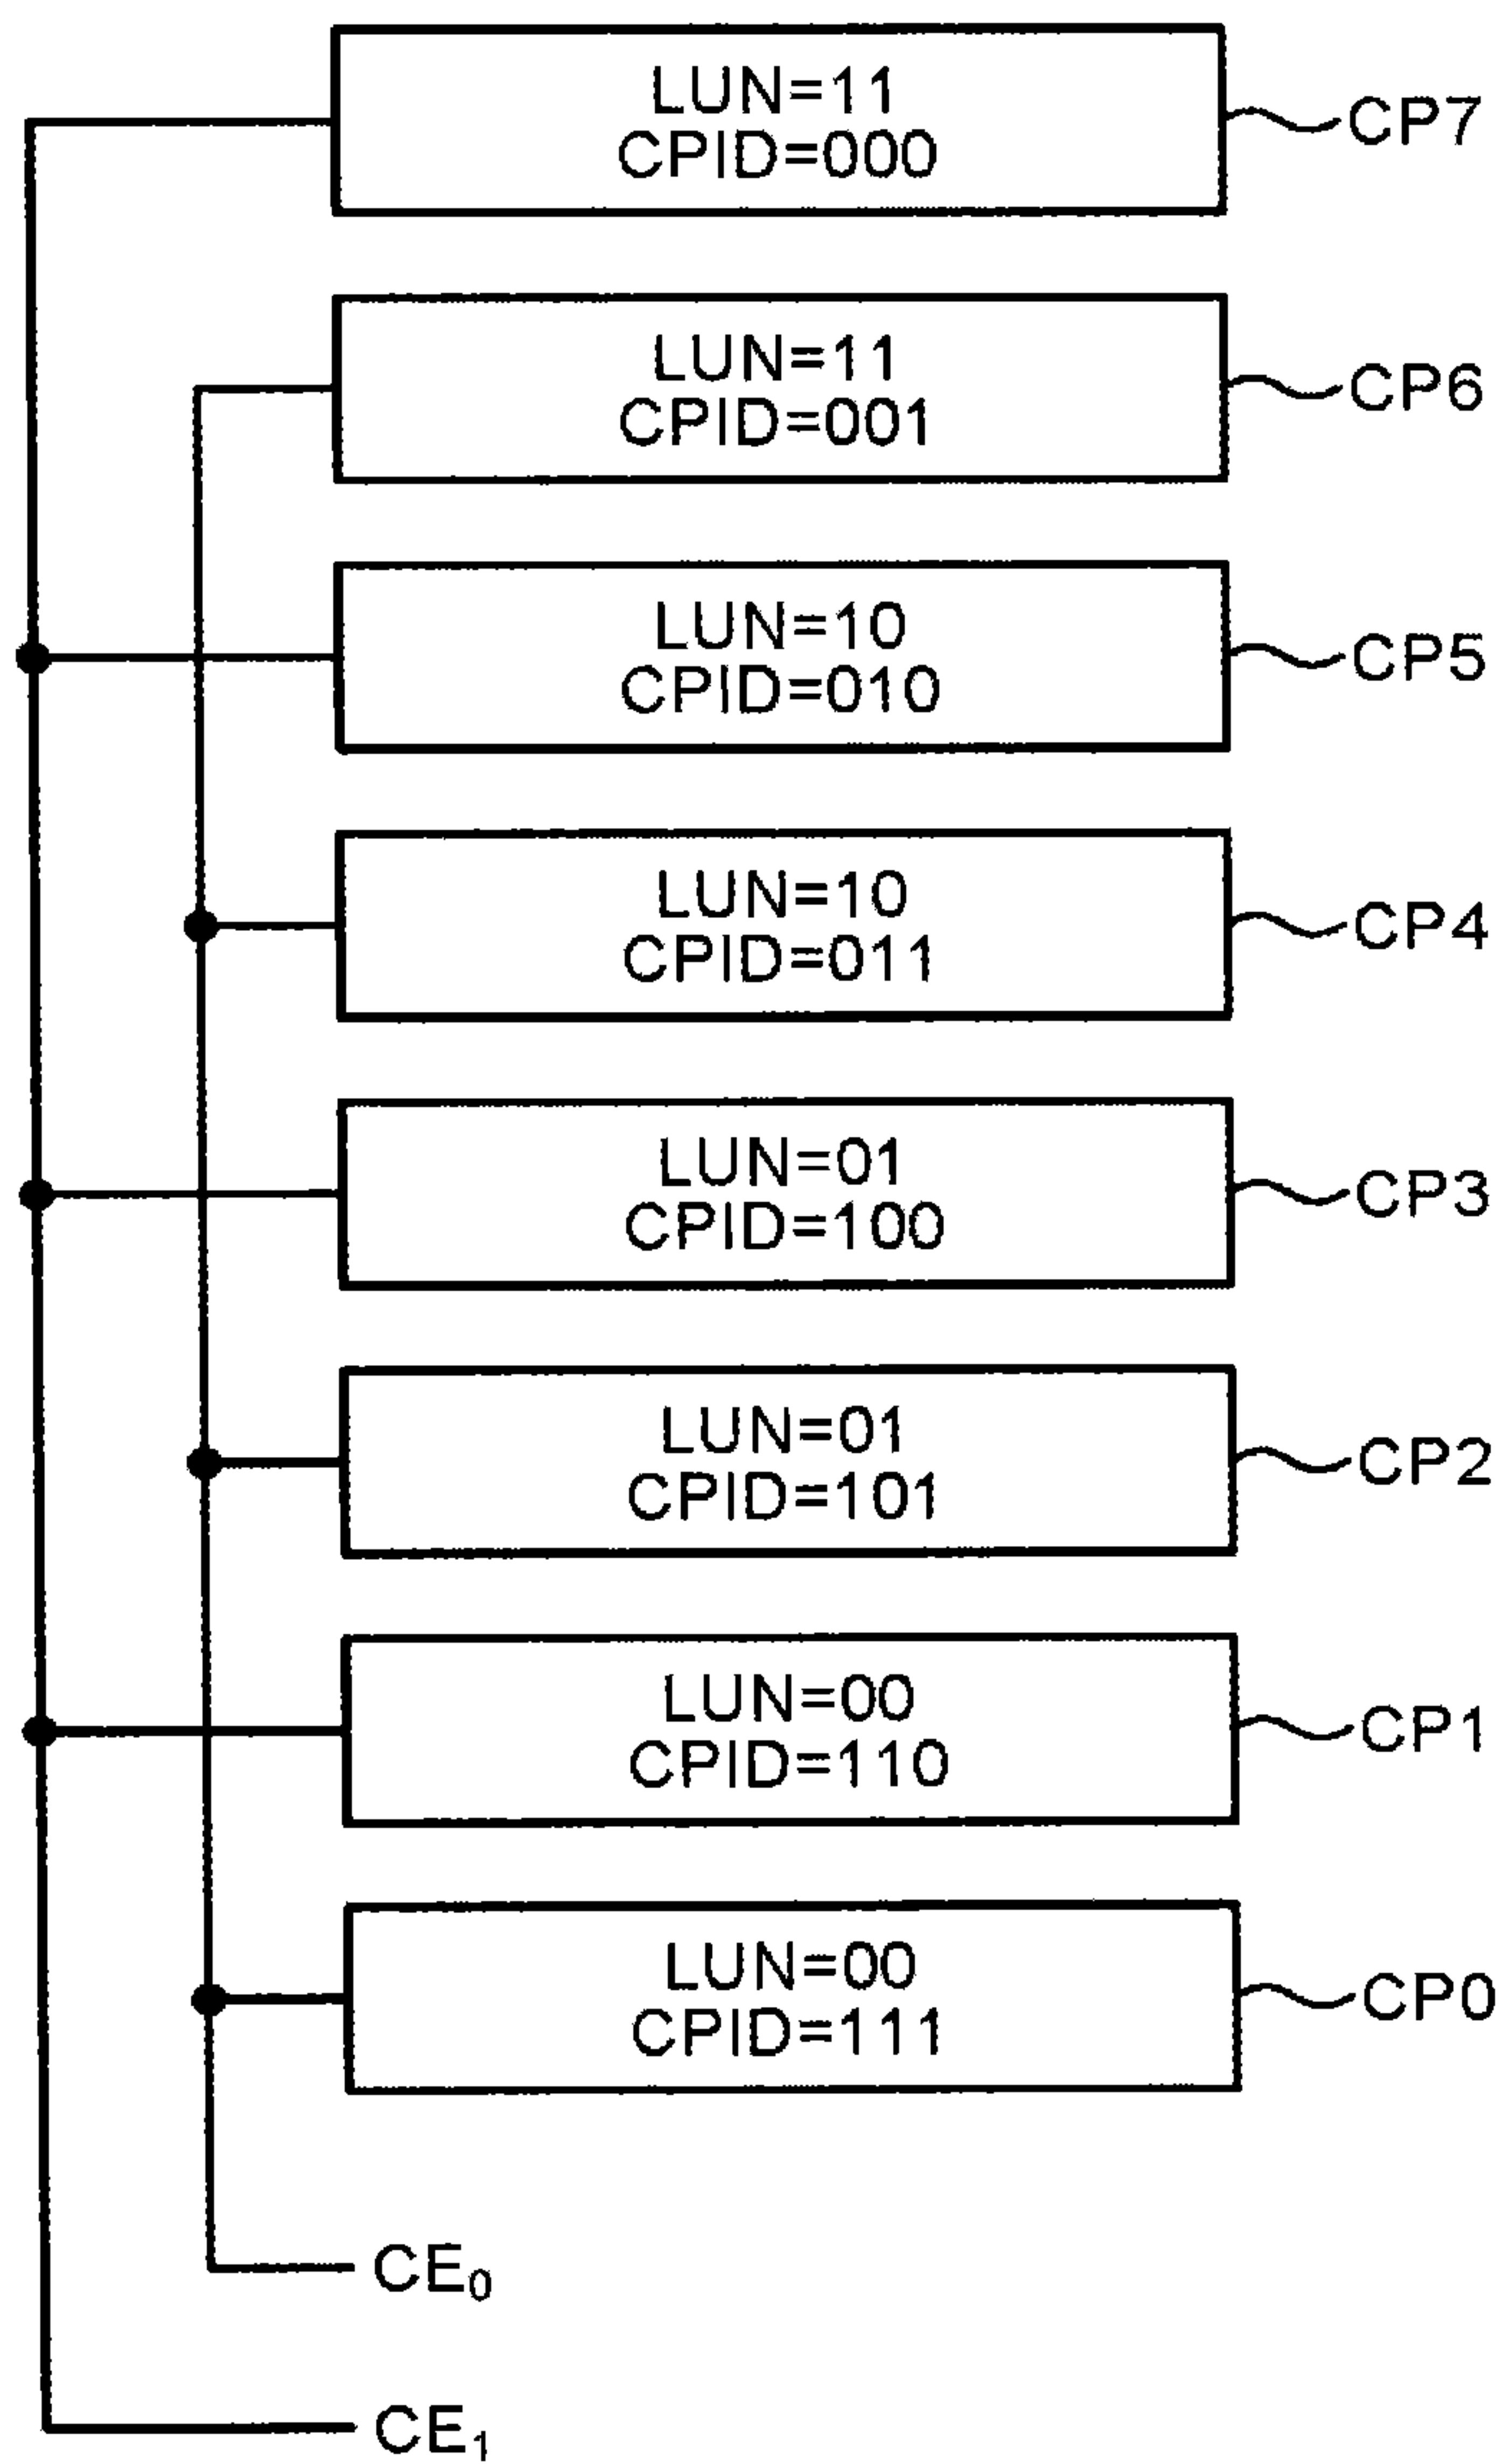 LUN=11
CPID=000
CP7
LUN=11
CPID=001
CP6
LUN=10
CPID=010
CP5
LUN=10
CPID=011
CP4
LUN=01
CPID=100
CP3
LUN=01
CPID=101
CP2
LUN=00
CPID=110
CP1
LUN=00
CPID=111
CP0
CE₀
CE₁